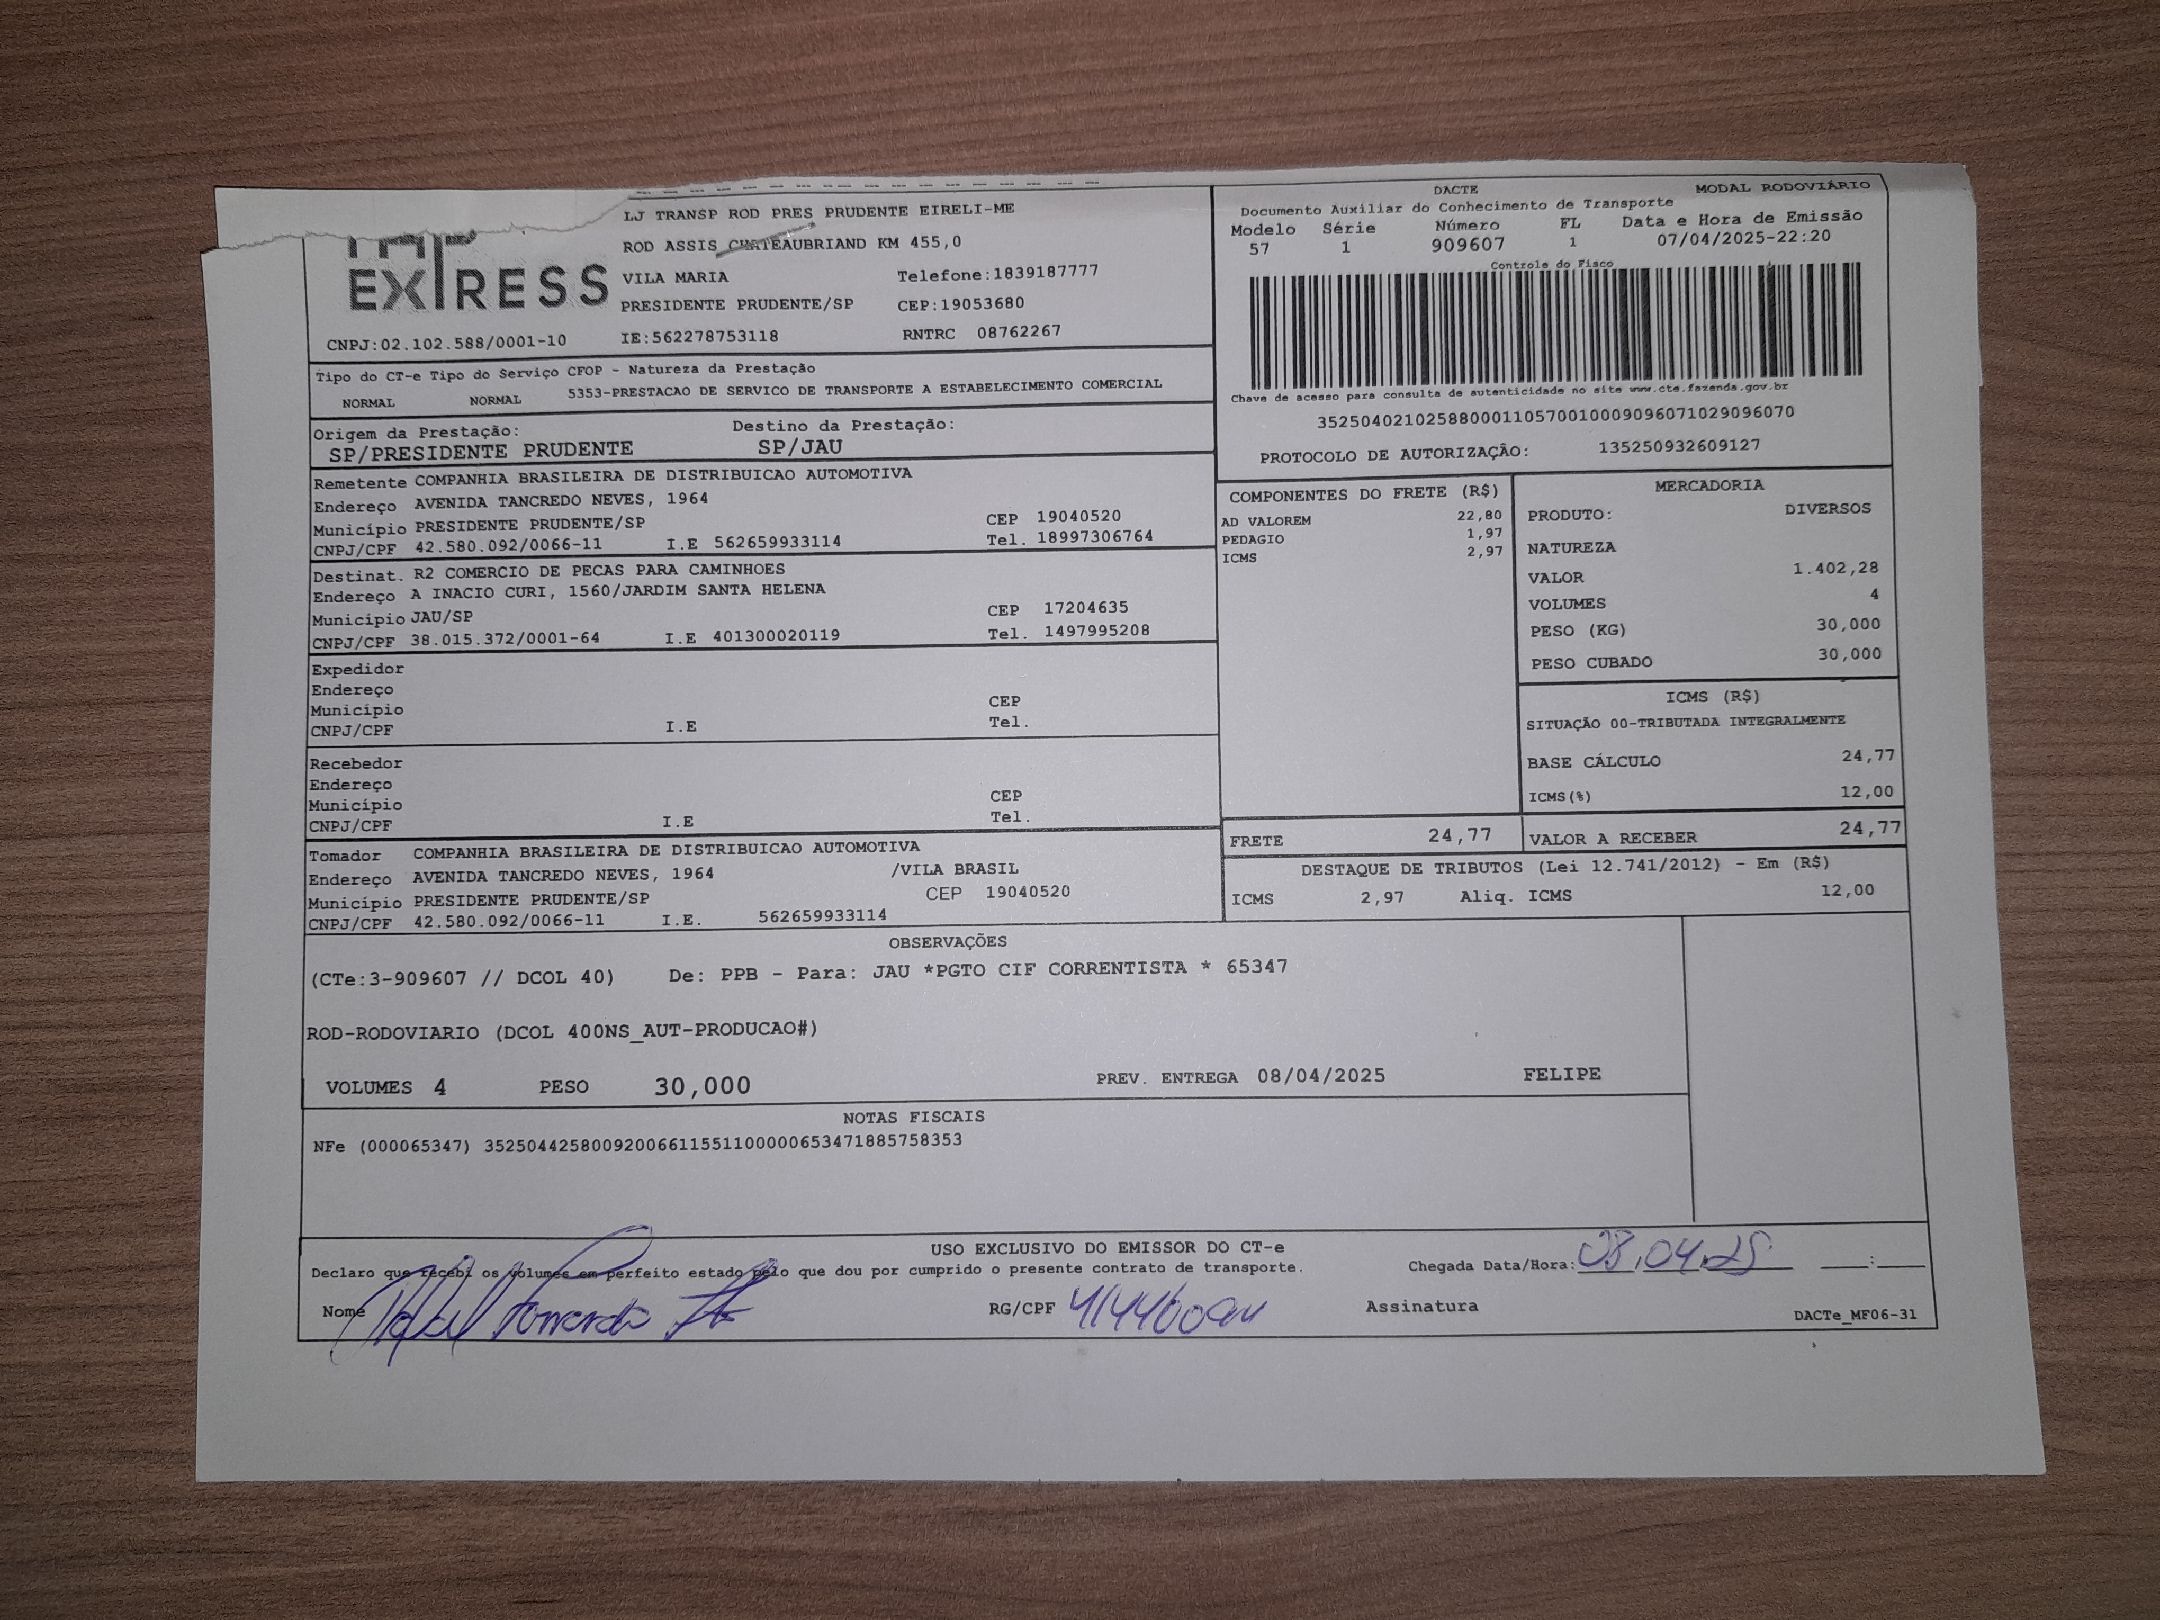 EXPRESS
CNPJ:02.102.588/0001-10
LJ TRANSP ROD PRES PRUDENTE EIRELI-ME
ROD ASSIS CHATEAUBRIAND KM 455,0
VILA MARIA Telefone:1839187777
PRESIDENTE PRUDENTE/SP CEP:19053680
IE:562278753118 RNTRC 08762267
DACTE MODAL RODOVIÁRIO
Documento Auxiliar do Conhecimento de Transporte
Modelo Série Número FL Data e Hora de Emissão
57 1 909607 1 07/04/2025-22:20
Controle do Fisco
Chave de acesso para consulta de autenticidade no site www.cte.fazenda.gov.br
35250402102588000110570010009096071029096070
PROTOCOLO DE AUTORIZAÇÃO: 135250932609127
Tipo do CT-e Tipo do Serviço CFOP - Natureza da Prestação
NORMAL NORMAL 5353-PRESTACAO DE SERVICO DE TRANSPORTE A ESTABELECIMENTO COMERCIAL
Origem da Prestação: Destino da Prestação:
SP/PRESIDENTE PRUDENTE SP/JAU
Remetente COMPANHIA BRASILEIRA DE DISTRIBUICAO AUTOMOTIVA
Endereço AVENIDA TANCREDO NEVES, 1964
Município PRESIDENTE PRUDENTE/SP CEP 19040520
CNPJ/CPF 42.580.092/0066-11 I.E 562659933114 Tel. 18997306764
Destinat. R2 COMERCIO DE PECAS PARA CAMINHOES
Endereço A INACIO CURI, 1560/JARDIM SANTA HELENA
Município JAU/SP CEP 17204635
CNPJ/CPF 38.015.372/0001-64 I.E 401300020119 Tel. 1497995208
Expedidor
Endereço
Município CEP
CNPJ/CPF I.E Tel.
Recebedor
Endereço
Município CEP
CNPJ/CPF I.E Tel.
Tomador COMPANHIA BRASILEIRA DE DISTRIBUICAO AUTOMOTIVA
Endereço AVENIDA TANCREDO NEVES, 1964 /VILA BRASIL
Município PRESIDENTE PRUDENTE/SP CEP 19040520
CNPJ/CPF 42.580.092/0066-11 I.E. 562659933114
COMPONENTES DO FRETE (R$)
AD VALOREM 22,80
PEDAGIO 1,97
ICMS 2,97
MERCADORIA
PRODUTO: DIVERSOS
NATUREZA
VALOR 1.402,28
VOLUMES 4
PESO (KG) 30,000
PESO CUBADO 30,000
ICMS (R$)
SITUAÇÃO 00-TRIBUTADA INTEGRALMENTE
BASE CÁLCULO 24,77
ICMS(%) 12,00
FRETE 24,77 VALOR A RECEBER 24,77
DESTAQUE DE TRIBUTOS (Lei 12.741/2012) - Em (R$)
ICMS 2,97 Aliq. ICMS 12,00
OBSERVAÇÕES
(CTe:3-909607 // DCOL 40) De: PPB - Para: JAU *PGTO CIF CORRENTISTA * 65347
ROD-RODOVIARIO (DCOL 400NS_AUT-PRODUCAO#)
VOLUMES 4 PESO 30,000 PREV. ENTREGA 08/04/2025 FELIPE
NOTAS FISCAIS
NFe (000065347) 35250442580092006611551100000653471885758353
USO EXCLUSIVO DO EMISSOR DO CT-e
Declaro que recebi os volumes em perfeito estado pelo que dou por cumprido o presente contrato de transporte. Chegada Data/Hora: 08.04.25 :
Nome RG/CPF Assinatura DACTe_MF06-31